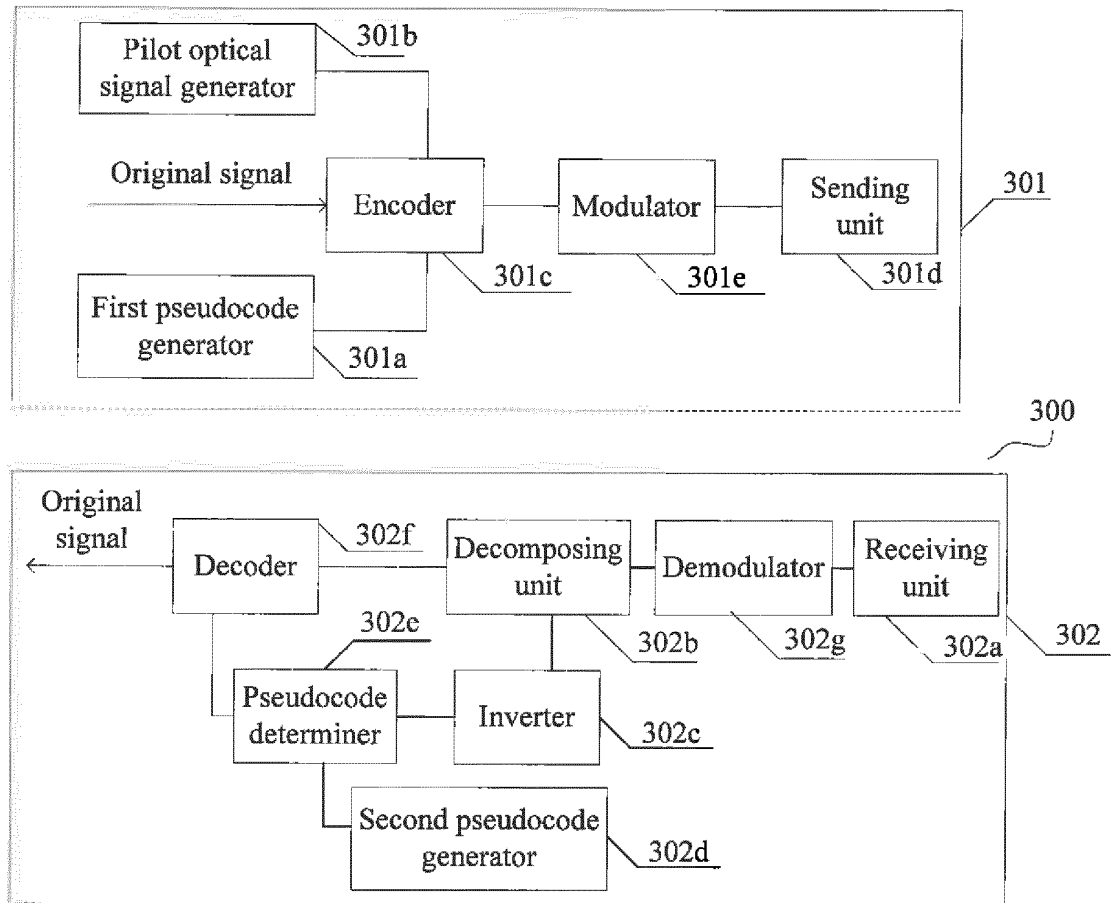 Pilot optical
signal generator
301b
Original signal
Encoder
301c
Modulator
301e
Sending
unit
301d
301
First pseudocode
generator
301a
300
Original
signal
Decoder
302f
Decomposing
unit
302b
Demodulator
302g
Receiving
unit
302a
302
302e
Pseudocode
determiner
Inverter
302c
Second pseudocode
generator
302d